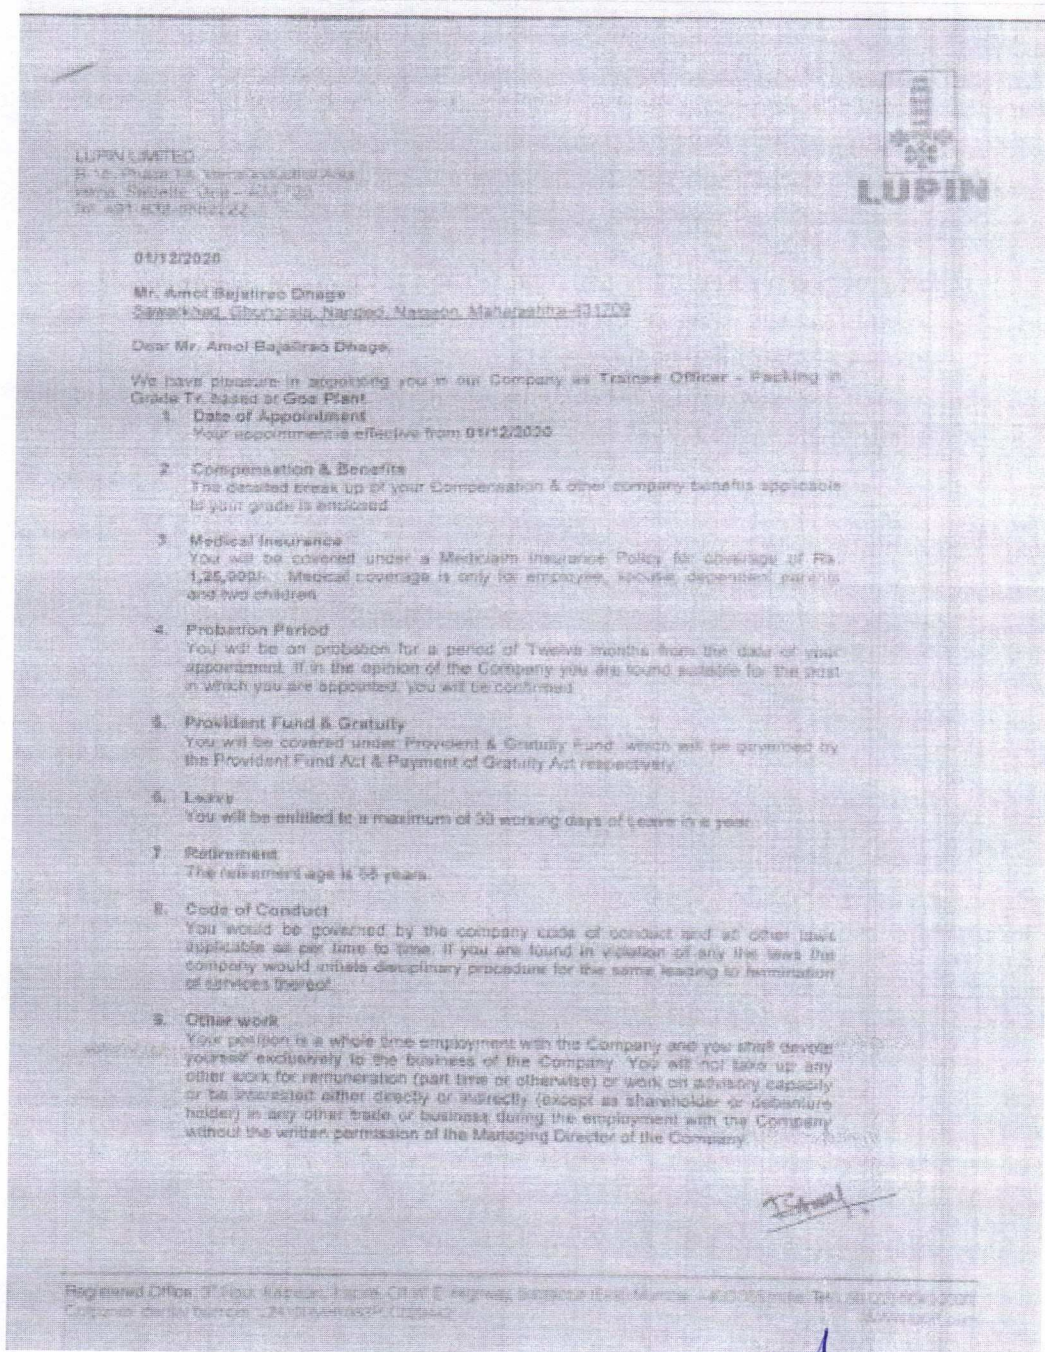 LUPIN
LUPIN LIMITED
Goa - 403 722
01/12/2020
Mr. Amol Bajatirao Dhage
Nanded, Naigaon, Maharashtra-431709
Dear Mr. Amol Bajatirao Dhage,
We have pleasure in appointing you in our Company as Trainee Officer - Packing in
Grade Tr. based at Goa Plant
1. Date of Appointment
Your appointment is effective from 01/12/2020
2. Compensation & Benefits
The detailed break up of your Compensation & other company benefits applicable
to your grade is enclosed
3. Medical Insurance
You will be covered under a Mediclaim Insurance Policy for coverage of Rs.
1,25,000/-. Medical coverage is only for employee, spouse, dependent parents
and two children
4. Probation Period
You will be on probation for a period of Twelve months from the date of your
appointment. If in the opinion of the Company you are found suitable for the post
in which you are appointed, you will be confirmed
5. Provident Fund & Gratuity
You will be covered under Provident & Gratuity Fund, which will be governed by
the Provident Fund Act & Payment of Gratuity Act respectively
6. Leave
You will be entitled to a maximum of 30 working days of Leave in a year
7. Retirement
The retirement age is years.
8. Code of Conduct
You would be governed by the company code of conduct and all other laws
applicable as per time to time. If you are found in violation of any the laws the
company would initiate disciplinary procedure for the same leading to termination
of services thereof.
9. Other work
Your position is a whole time employment with the Company and you shall devote
yourself exclusively to the business of the Company. You will not take up any
other work for remuneration (part time or otherwise) or work on advisory capacity
or be interested either directly or indirectly (except as shareholder or debenture
holder) in any other trade or business during the employment with the Company
without the written permission of the Managing Director of the Company.
Registered Office: 3rd Floor,